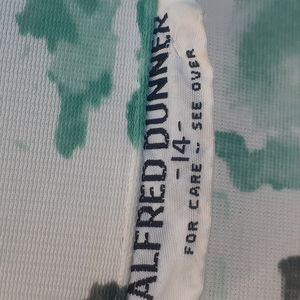 ALFRED DUNNER
-14-
FOR CARE ~ SEE OVER